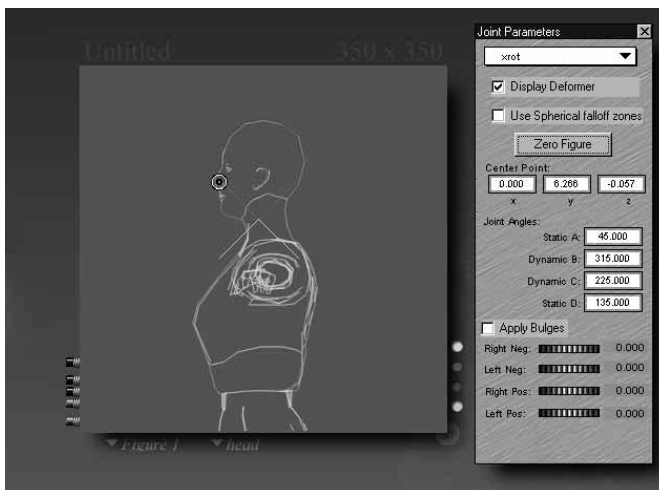 Untitled 350 x 350
Figure 1 head
Joint Parameters
xrot
Display Deformer
Use Spherical falloff zones
Zero Figure
Center Point:
0.000 6.266 -0.057
x y z
Joint Angles:
Static A: 45.000
Dynamic B: 315.000
Dynamic C: 225.000
Static D: 135.000
Apply Bulges
Right Neg: 0.000
Left Neg: 0.000
Right Pos: 0.000
Left Pos: 0.000